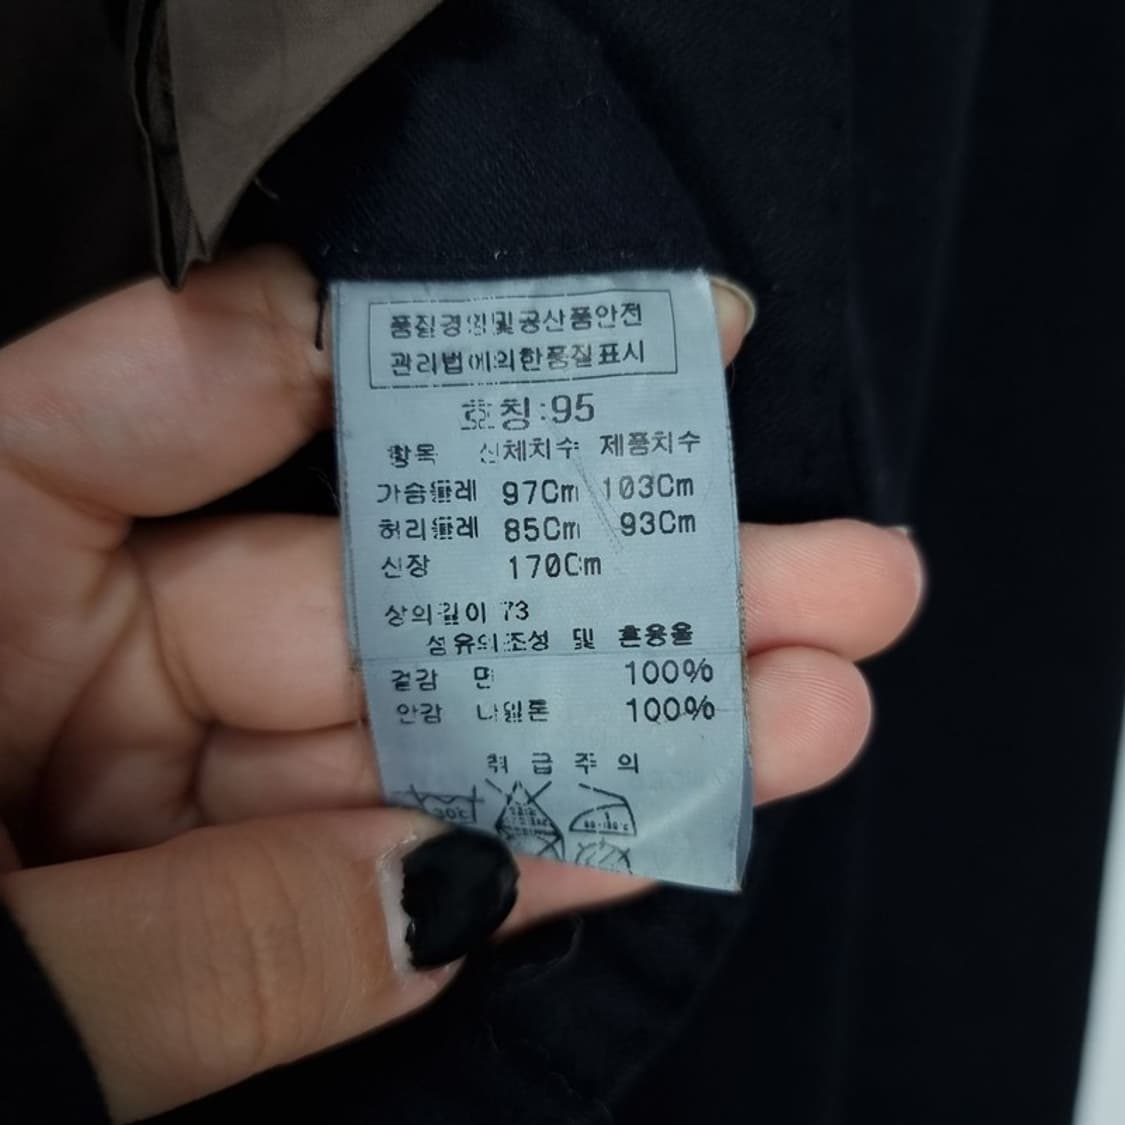 품질경영및공산품안전
관리법에의한품질표시
호칭:95
항목 신체치수 제품치수
가슴둘레 97Cm 103Cm
허리둘레 85Cm 93Cm
신장 170Cm
상의길이 73
섬유의조성 및 혼용율
겉감 면 100%
안감 나일론 100%
취급주의
30℃